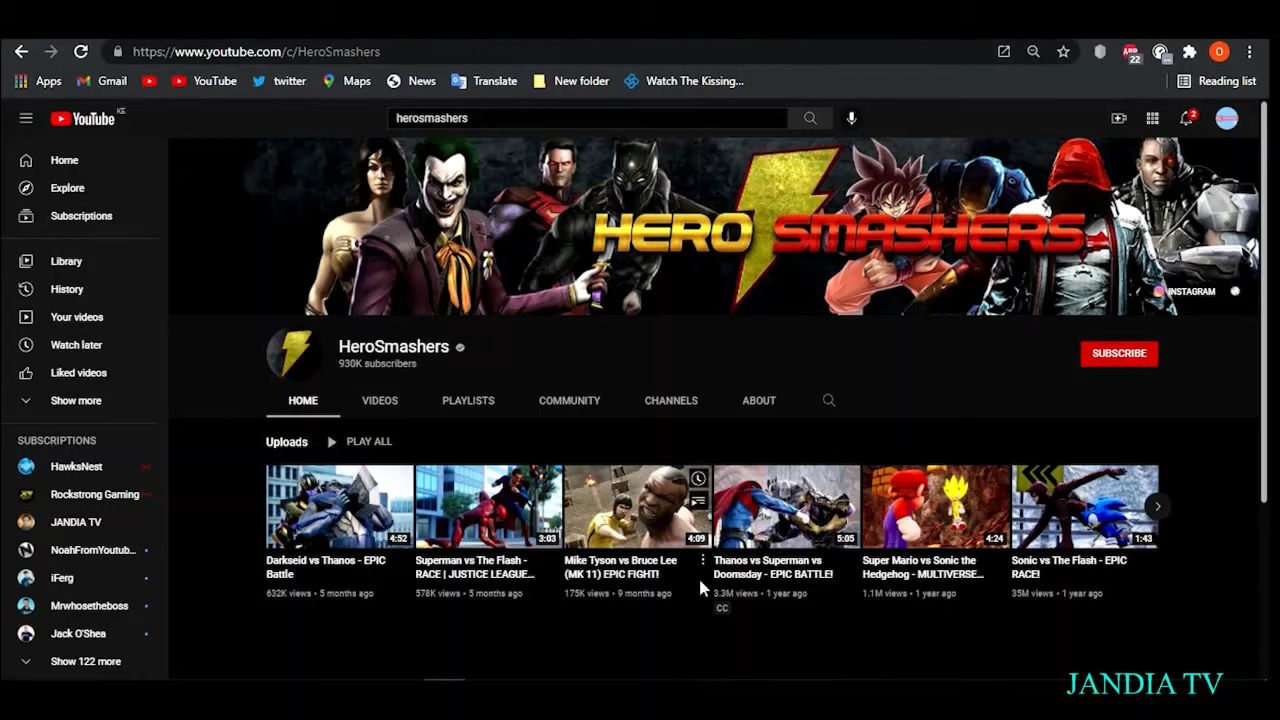 https://www.youtube.com/c/HeroSmashers
22
O
Apps Gmail YouTube twitter Maps News Translate New folder Watch The Kissing... Reading list
YouTube KE
herosmashers
2
Home
Explore
Subscriptions
Library
History
Your videos
Watch later
Liked videos
Show more
SUBSCRIPTIONS
HawksNest
Rockstrong Gaming
JANDIA TV
NoahFromYoutub...
iFerg
Mrwhosetheboss
Jack O'Shea
Show 122 more
HERO SMASHERS
INSTAGRAM
HeroSmashers
930K subscribers
SUBSCRIBE
HOME VIDEOS PLAYLISTS COMMUNITY CHANNELS ABOUT
Uploads PLAY ALL
4:52
Darkseid vs Thanos - EPIC
Battle
632K views • 5 months ago
3:03
Superman vs The Flash -
RACE | JUSTICE LEAGUE...
578K views • 5 months ago
4:09
Mike Tyson vs Bruce Lee
(MK 11) EPIC FIGHT!
175K views • 9 months ago
5:05
Thanos vs Superman vs
Doomsday - EPIC BATTLE!
3.3M views • 1 year ago
CC
4:24
Super Mario vs Sonic the
Hedgehog - MULTIVERSE...
1.1M views • 1 year ago
1:43
Sonic vs The Flash - EPIC
RACE!
35M views • 1 year ago
JANDIA TV